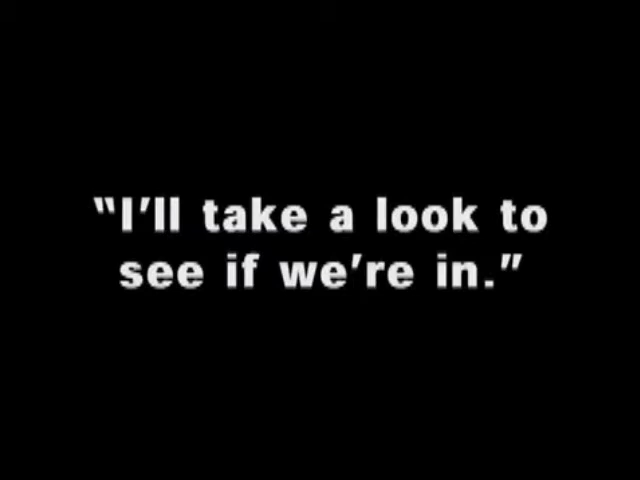 “I’ll take a look to
see if we’re in.”